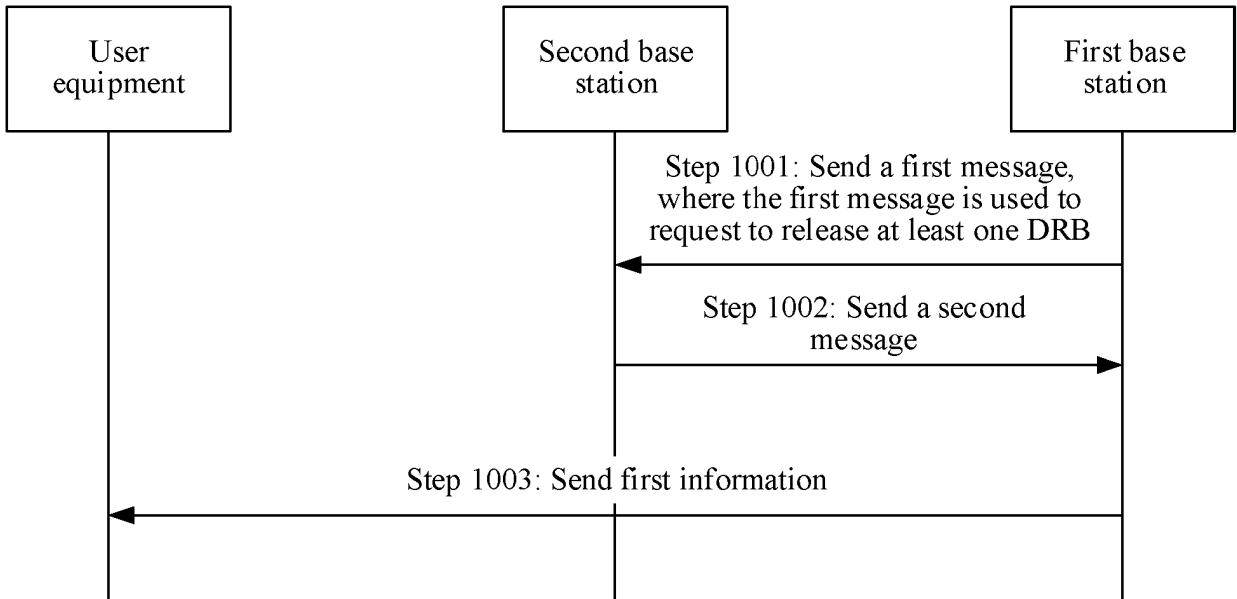 User
equipment
Second base
station
First base
station
Step 1001: Send a first message,
where the first message is used to
request to release at least one DRB
Step 1002: Send a second
message
Step 1003: Send first information